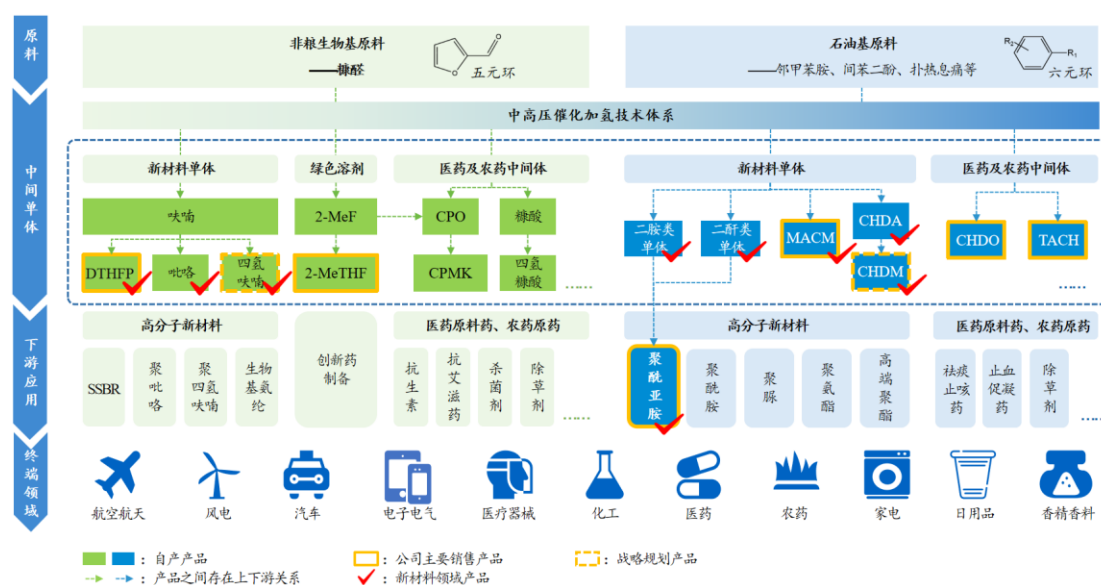 原料
非粮生物基原料
——糠醛
五元环
石油基原料
——邻甲苯胺、间苯二酚、扑热息痛等
R2
R1
六元环
中高压催化加氢技术体系
中间单体
新材料单体
绿色溶剂
医药及农药中间体
新材料单体
医药及农药中间体
呋喃
2-MeF
CPO
糠酸
二胺类
单体
二酐类
单体
MACM
CHDA
CHDO
TACH
DTHFP
吡咯
四氢
呋喃
2-MeTHF
CPMK
四氢
糠酸
CHDM
……
……
下游应用
高分子新材料
医药原料药、农药原药
高分子新材料
医药原料药、农药原药
SSBR
聚吡咯
聚四氢呋喃
生物基氨纶
创新药
制备
抗生素
抗艾滋药
杀菌剂
除草剂
……
聚酰亚胺
聚酰胺
聚脲
聚氨酯
高端聚酯
祛痰止咳药
止血促凝药
除草剂
……
终端领域
航空航天
风电
汽车
电子电气
医疗器械
化工
医药
农药
家电
日用品
香精香料
：自产产品
：公司主要销售产品
：战略规划产品
：产品之间存在上下游关系
：新材料领域产品